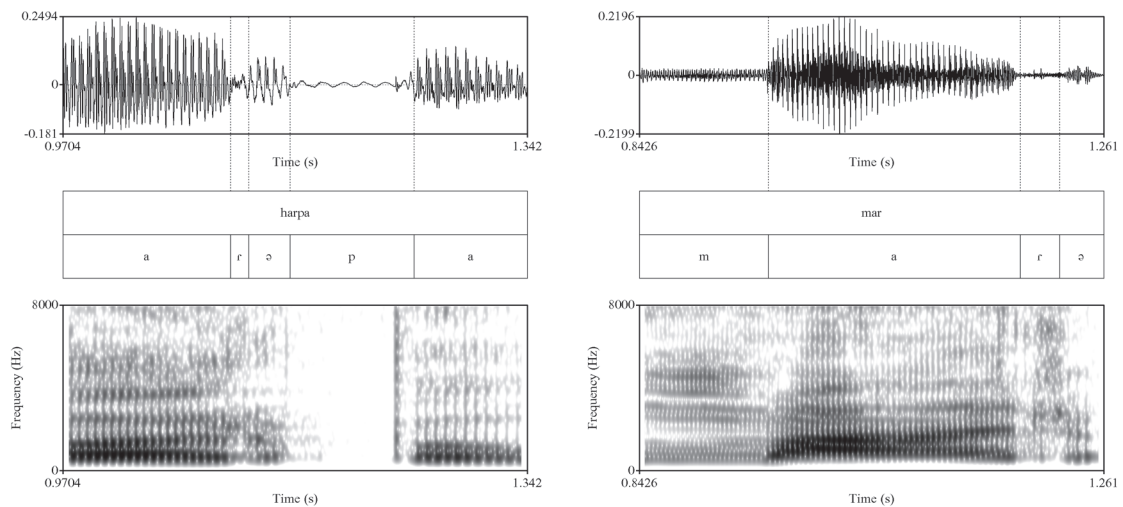 0.2494
0
-0.181
0.9704
1.342
Time (s)
harpa
a
ɾ
ə
p
a
8000
Frequency (Hz)
0
0.9704
1.342
Time (s)
0.2196
0
-0.2199
0.8426
1.261
Time (s)
mar
m
a
ɾ
ə
8000
Frequency (Hz)
0
0.8426
1.261
Time (s)